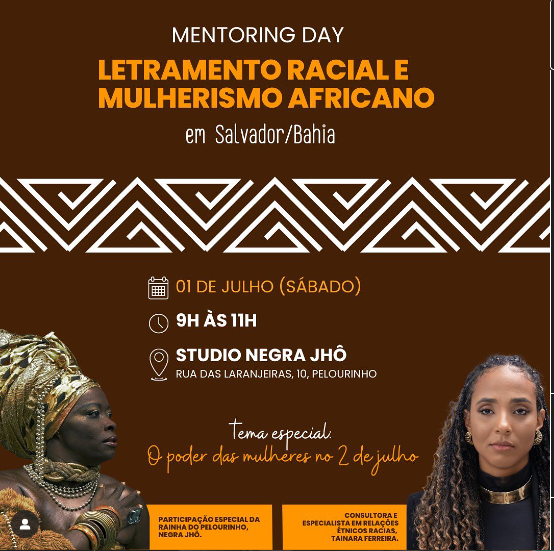 MENTORING DAY
LETRAMENTO RACIAL E
MULHERISMO AFRICANO
em Salvador/Bahia
01 DE JULHO (SÁBADO)
9H ÀS 11H
STUDIO NEGRA JHÔ
RUA DAS LARANJEIRAS, 10, PELOURINHO
Tema especial:
O poder das mulheres no 2 de julho
PARTICIPAÇÃO ESPECIAL DA
RAINHA DO PELOURINHO,
NEGRA JHÔ.
CONSULTORA E
ESPECIALISTA EM RELAÇÕES
ÉTNICOS RACIAS,
TAINARA FERREIRA.